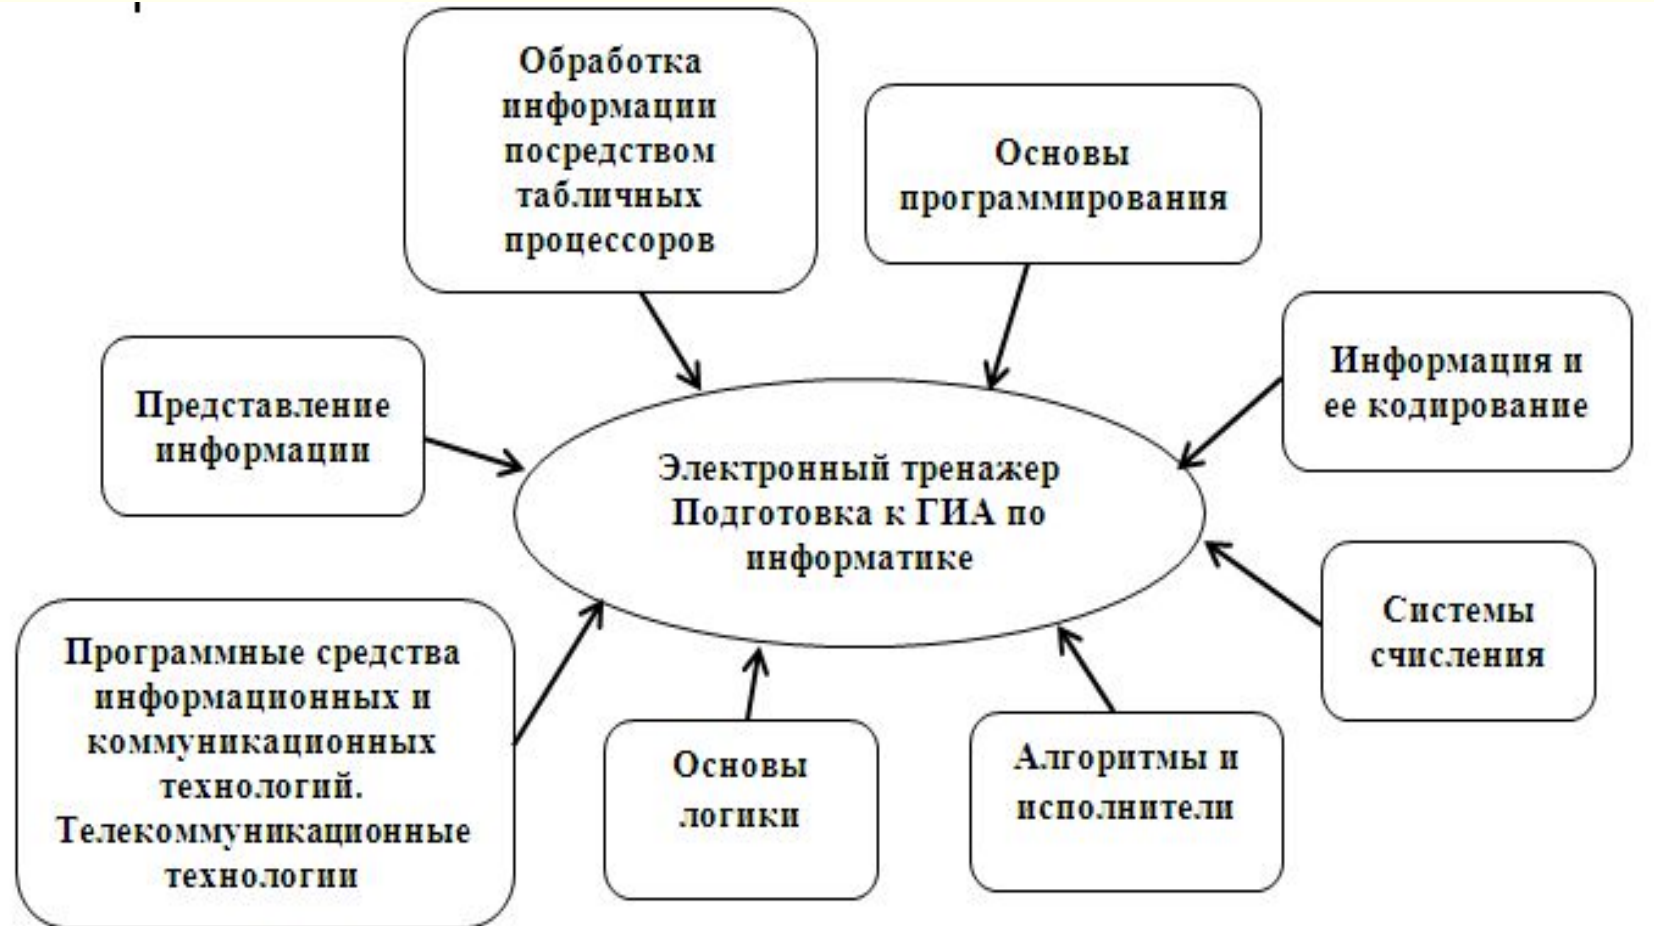 Обработка
информации
посредством
табличных
процессоров
Основы
программирования
Информация и
ее кодирование
Представление
информации
Электронный тренажер
Подготовка к ГИА по
информатике
Системы
счисления
Программные средства
информационных и
коммуникационных
технологий.
Телекоммуникационные
технологии
Основы
логики
Алгоритмы и
исполнители